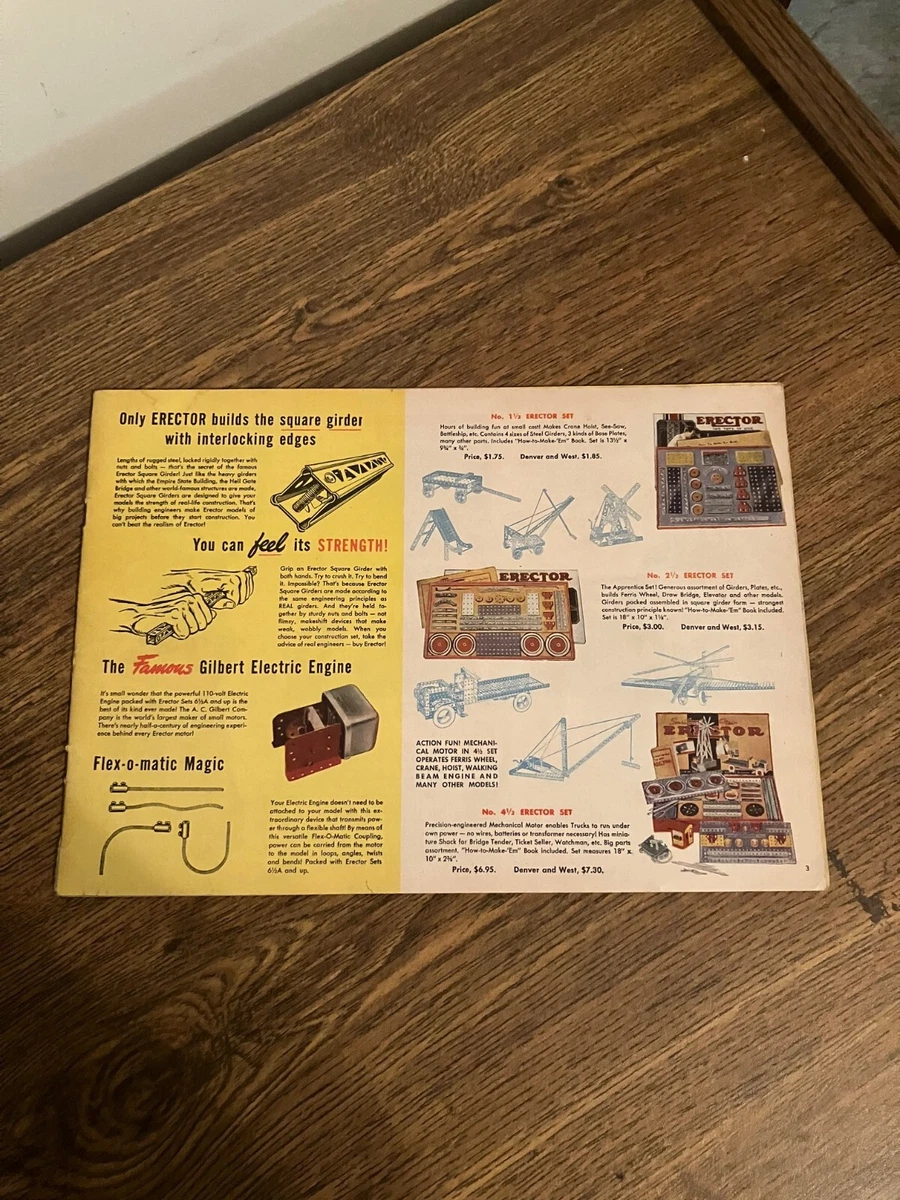 Only ERECTOR builds the square girder
with interlocking edges
Lengths of rugged steel, locked rigidly together with
nuts and bolts — that's the secret of the famous
Erector Square Girder! Just like the heavy girders
with which the Empire State Building, the Hell Gate
Bridge and other world-famous structures are made,
Erector Square Girders are designed to give your
models the strength of real-life construction. That's
why building engineers make Erector models of
big projects before they start construction. You
can't beat the realism of Erector!
You can feel its STRENGTH!
Grip an Erector Square Girder with
both hands. Try to crush it. Try to bend
it. Impossible? That's because Erector
Square Girders are made according to
the same engineering principles as
REAL girders. And they're held to-
gether by sturdy nuts and bolts — not
flimsy, makeshift devices that make
weak, wobbly models. When you
choose your construction set, take the
advice of real engineers — buy Erector!
The Famous Gilbert Electric Engine
It's small wonder that the powerful 110-volt Electric
Engine packed with Erector Sets 6½A and up is the
best of its kind ever made! The A. C. Gilbert Com-
pany is the world's largest maker of small motors.
There's nearly half-a-century of engineering experi-
ence behind every Erector motor!
Flex-o-matic Magic
Your Electric Engine doesn't need to be
attached to your model with this ex-
traordinary device that transmits pow-
er through a flexible shaft! By means of
this versatile Flex-O-Matic Coupling,
power can be carried from the motor
to the model in loops, angles, twists
and bends! Packed with Erector Sets
6½A and up.
No. 1½ ERECTOR SET
Hours of building fun at small cost! Makes Crane Hoist, See-Saw,
Battleship, etc. Contains 4 sizes of Steel Girders, 3 kinds of Base Plates,
many other parts. Includes "How-to-Make-'Em" Book. Set is 13½" x
9¾" x ¾".
Price, $1.75. Denver and West. $1.85.
ERECTOR
ERECTOR
No. 2½ ERECTOR SET
The Apprentice Set! Generous assortment of Girders, Plates, etc.,
builds Ferris Wheel, Draw Bridge, Elevator and other models.
Girders packed assembled in square girder form — strongest
construction principle known! "How-to-Make-'Em" Book included.
Set is 18" x 10" x 1⅛".
Price, $3.00. Denver and West, $3.15.
ACTION FUN! MECHANI-
CAL MOTOR IN 4½ SET
OPERATES FERRIS WHEEL,
CRANE, HOIST, WALKING
BEAM ENGINE AND
MANY OTHER MODELS!
ERECTOR
No. 4½ ERECTOR SET
Precision-engineered Mechanical Motor enables Trucks to run under
own power — no wires, batteries or transformer necessary! Has minia-
ture Shack for Bridge Tender, Ticket Seller, Watchman, etc. Big parts
assortment. "How-to-Make-'Em" Book included. Set measures 18" x
10" x 2⅜".
Price, $6.95. Denver and West, $7.30.
3